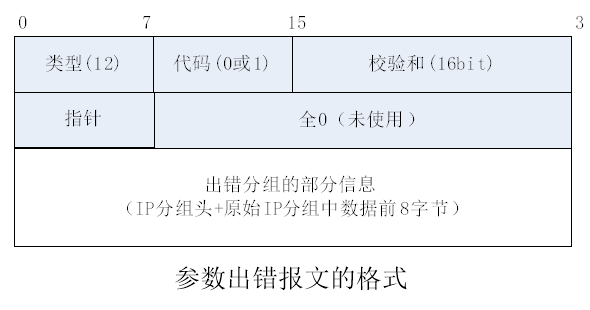 0 7 15 3
类型(12) 代码(0或1) 校验和(16bit)
指针 全0（未使用）
出错分组的部分信息
（IP分组头+原始IP分组中数据前8字节）
参数出错报文的格式